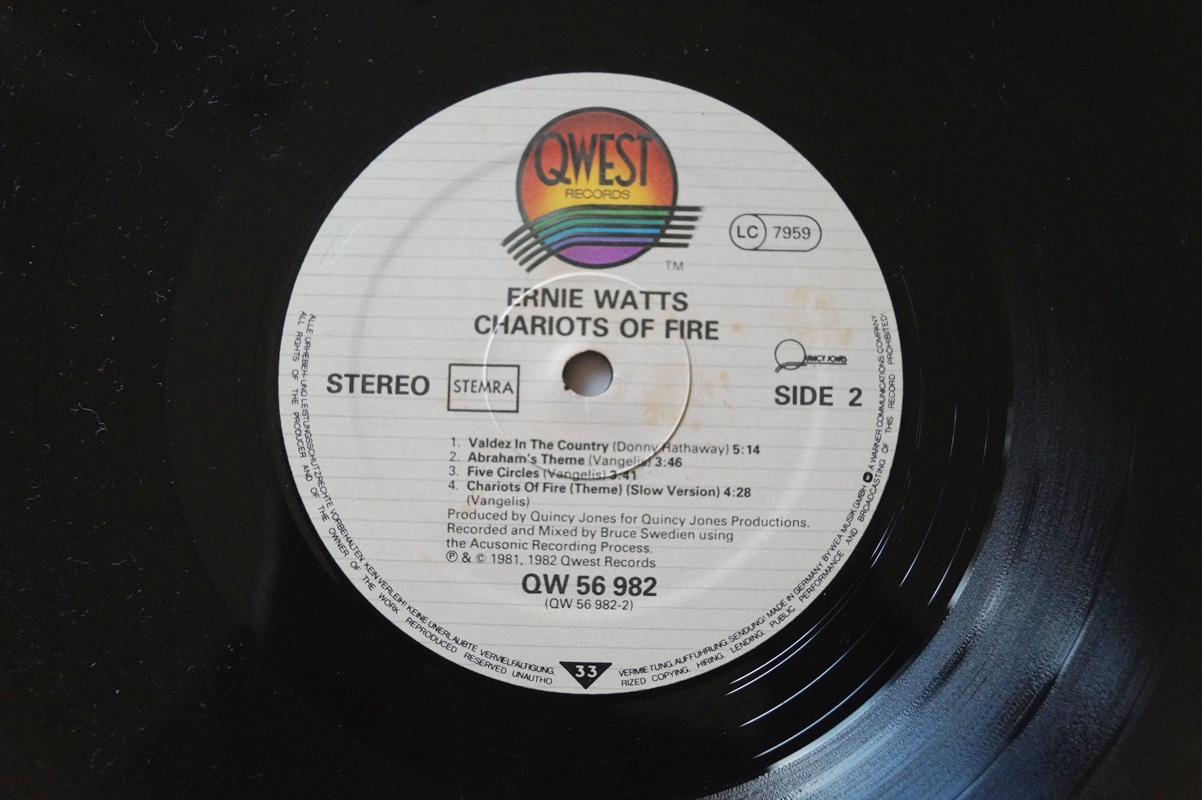 QWEST
RECORDS
TM
LC 7959
ERNIE WATTS
CHARIOTS OF FIRE
STEREO
STEMRA
QUINCY JONES
SIDE 2
1. Valdez In The Country (Donny Hathaway) 5:14
2. Abraham's Theme (Vangelis) 3:46
3. Five Circles (Vangelis) 3:41
4. Chariots Of Fire (Theme) (Slow Version) 4:28
(Vangelis)
Produced by Quincy Jones for Quincy Jones Productions.
Recorded and Mixed by Bruce Swedien using
the Acusonic Recording Process.
Ⓟ & © 1981, 1982 Qwest Records
QW 56 982
(QW 56 982-2)
33
ALLE URHEBER- UND LEISTUNGSSCHUTZRECHTE VORBEHALTEN. KEIN VERLEIH! KEINE UNERLAUBTE VERVIELFÄLTIGUNG,
VERMIETUNG, AUFFÜHRUNG, SENDUNG! MADE IN GERMANY BY WEA MUSIK GMBH A WARNER COMMUNICATIONS COMPANY
ALL RIGHTS OF THE PRODUCER AND OF THE OWNER OF THE WORK REPRODUCED RESERVED UNAUTHO
RIZED COPYING, HIRING, LENDING, PUBLIC PERFORMANCE AND BROADCASTING OF THIS RECORD PROHIBITED!